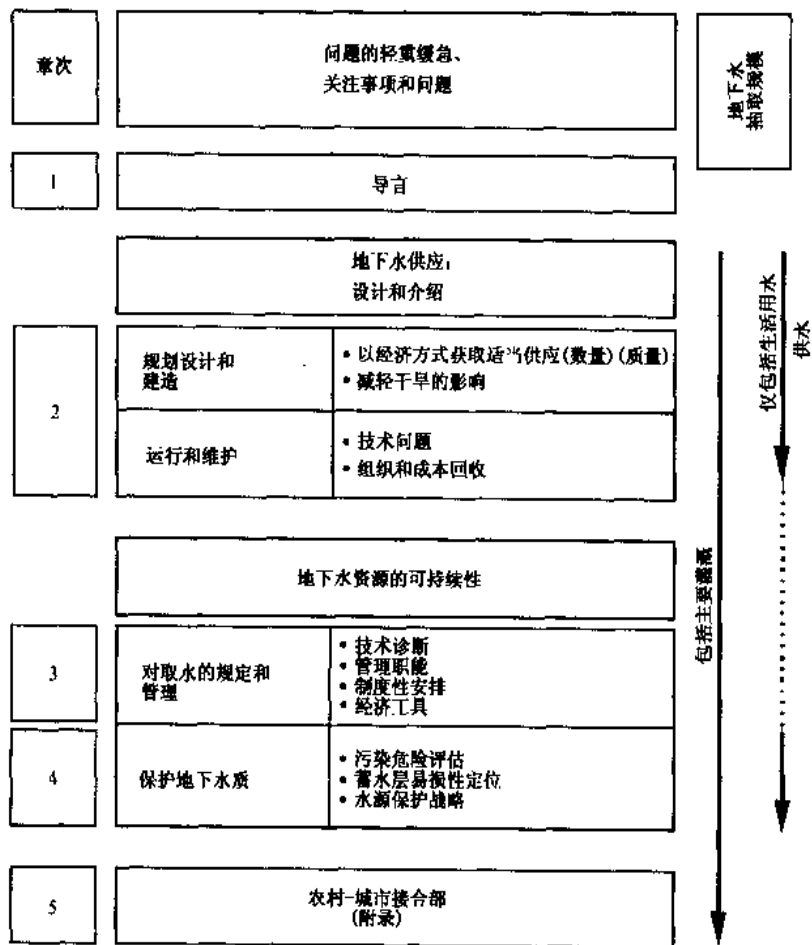 章次
问题的轻重缓急、
关注事项和问题
地下水
抽取规模
1
导言
地下水供应:
设计和介绍
2
规划设计和
建造
• 以经济方式获取适当供应(数量)(质量)
• 减轻干旱的影响
运行和维护
• 技术问题
• 组织和成本回收
地下水资源的可持续性
3
对取水的规定和
管理
• 技术诊断
• 管理职能
• 制度性安排
• 经济工具
4
保护地下水质
• 污染危险评估
• 蓄水层易损性定位
• 水源保护战略
5
农村-城市接合部
(附录)
包括主要灌溉
仅包括生活用水
供水